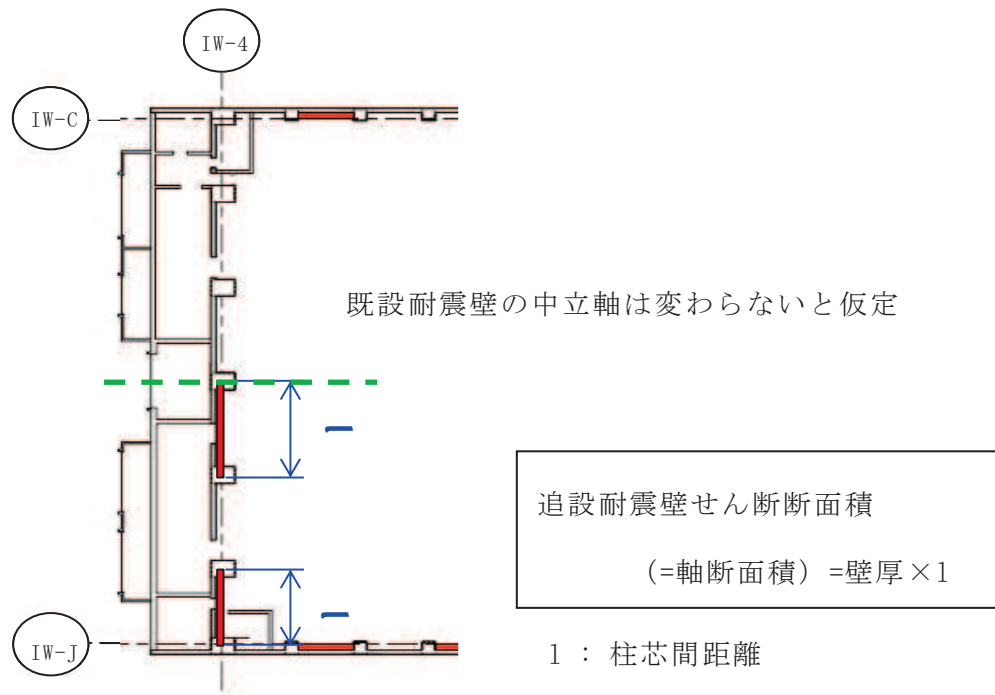 IW-4
IW-C
既設耐震壁の中立軸は変わらないと仮定
l
追設耐震壁せん断断面積
(=軸断面積) =壁厚×l
l
IW-J
l : 柱芯間距離